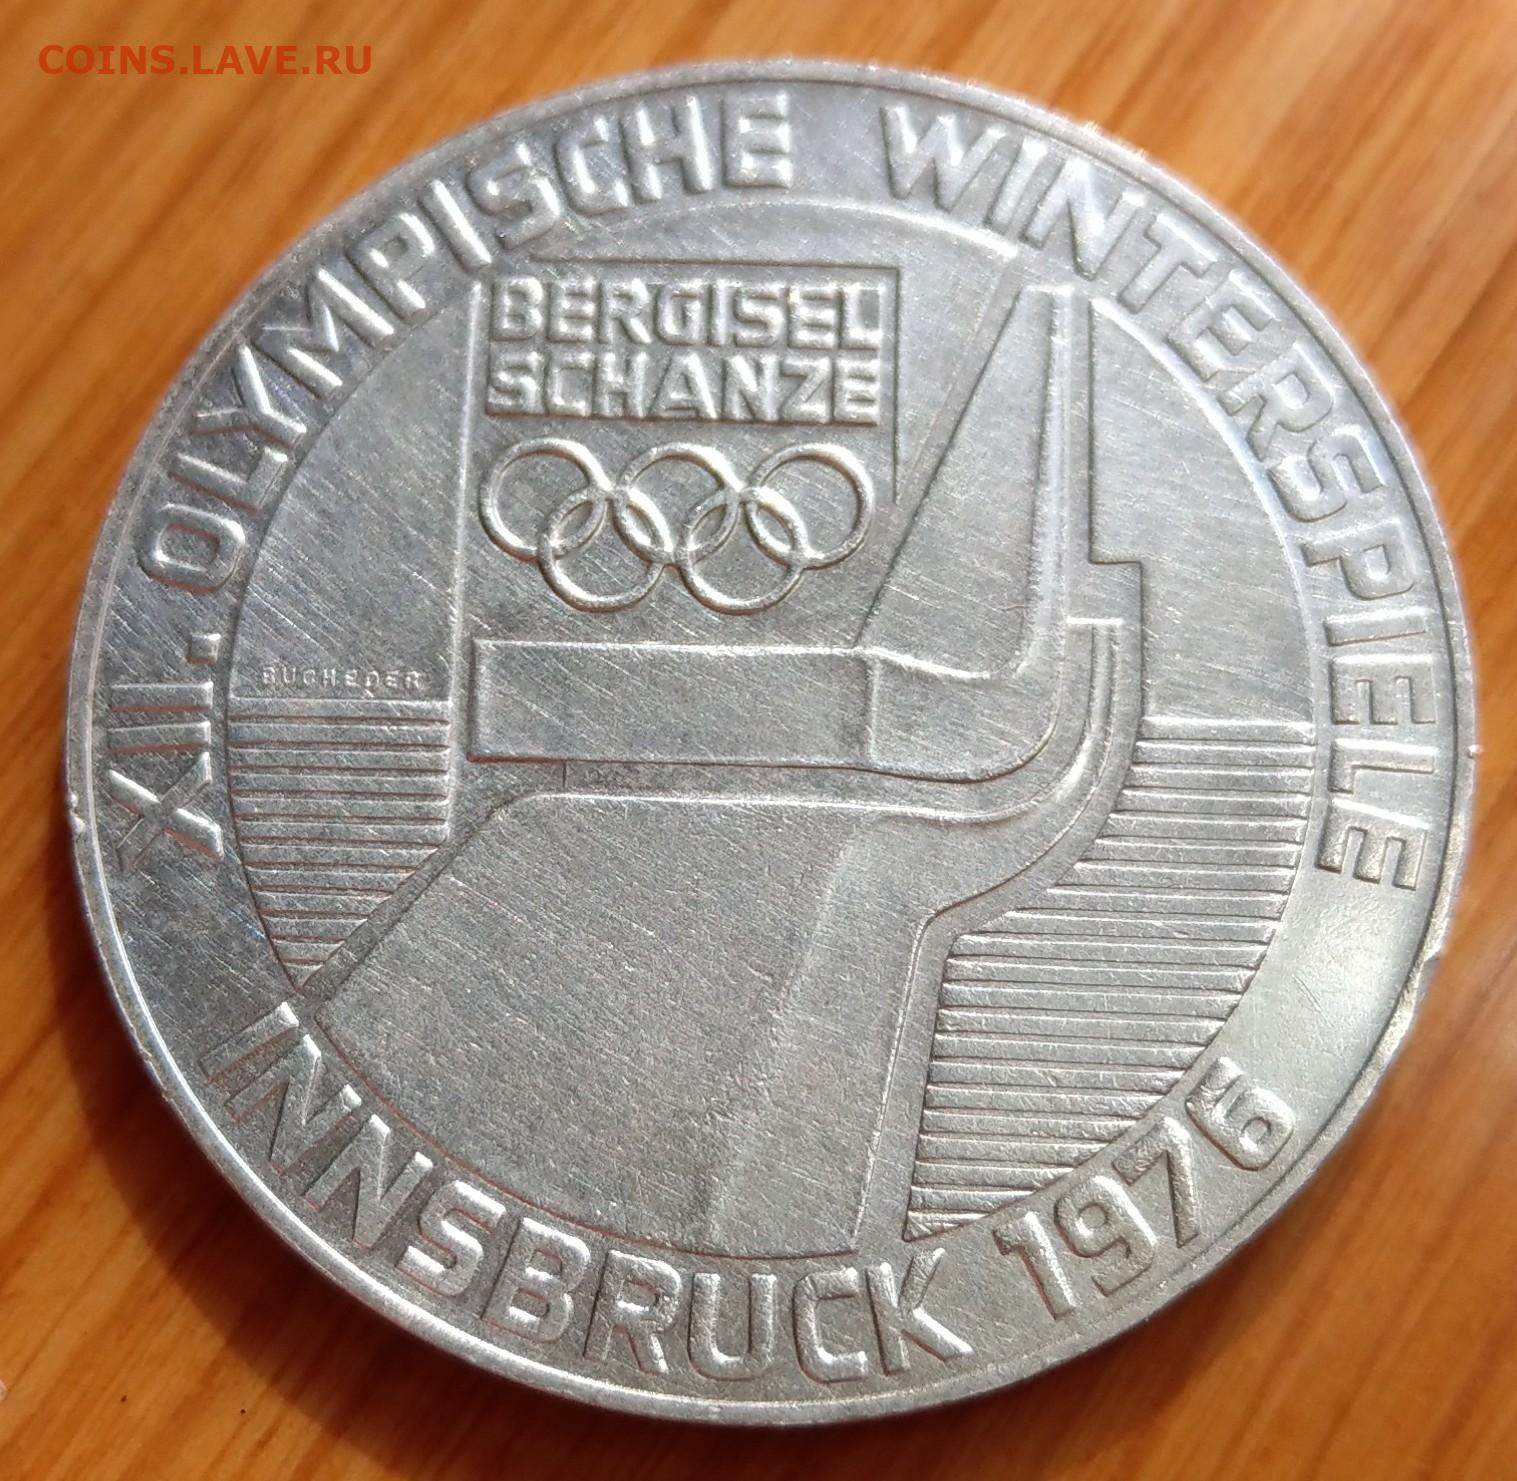 COINS.LAVE.RU
XII. OLYMPISCHE WINTERSPIELE
BERGISEL
SCHANZE
BUCHEDER
INNSBRUCK 1976